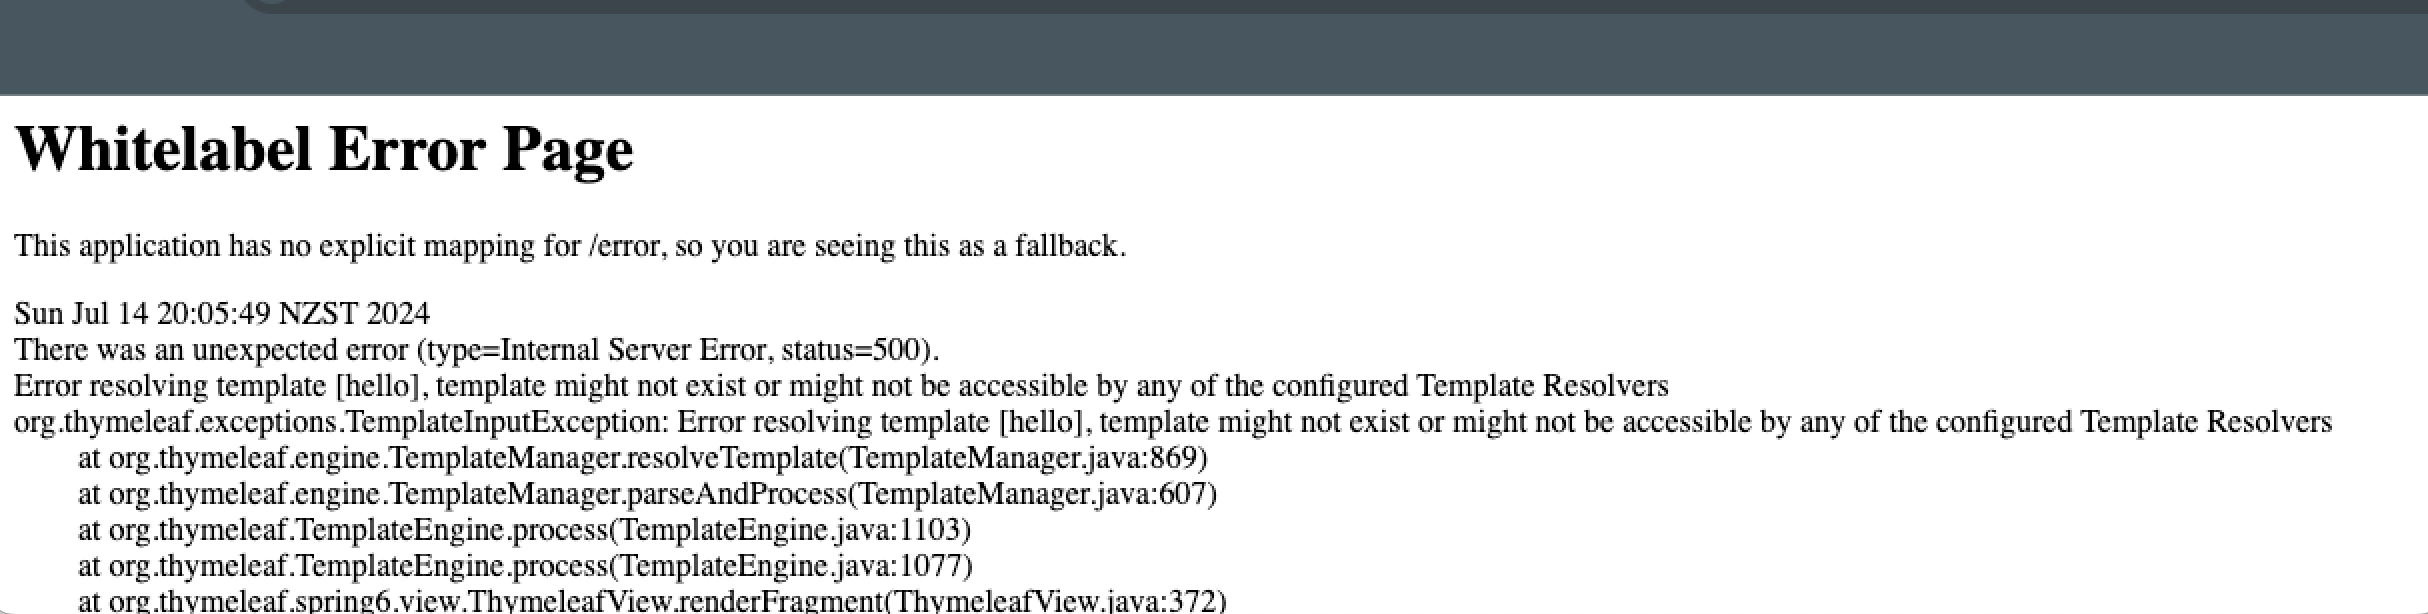 Whitelabel Error Page
This application has no explicit mapping for /error, so you are seeing this as a fallback.
Sun Jul 14 20:05:49 NZST 2024
There was an unexpected error (type=Internal Server Error, status=500).
Error resolving template [hello], template might not exist or might not be accessible by any of the configured Template Resolvers
org.thymeleaf.exceptions.TemplateInputException: Error resolving template [hello], template might not exist or might not be accessible by any of the configured Template Resolvers
at org.thymeleaf.engine.TemplateManager.resolveTemplate(TemplateManager.java:869)
at org.thymeleaf.engine.TemplateManager.parseAndProcess(TemplateManager.java:607)
at org.thymeleaf.TemplateEngine.process(TemplateEngine.java:1103)
at org.thymeleaf.TemplateEngine.process(TemplateEngine.java:1077)
at org.thymeleaf.spring6.view.ThymeleafView.renderFragment(ThymeleafView.java:372)